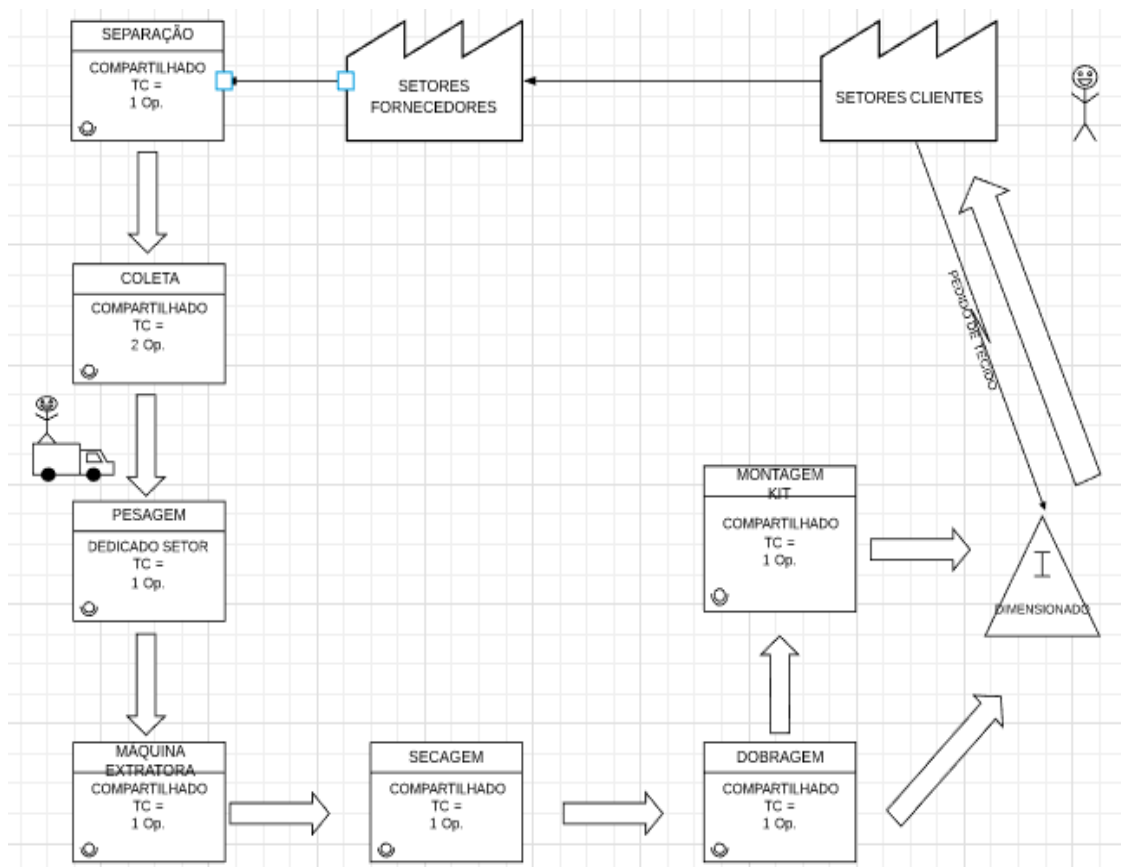 SEPARAÇÃO
COMPARTILHADO
TC =
1 Op.
SETORES
FORNECEDORES
SETORES CLIENTES
COLETA
COMPARTILHADO
TC =
2 Op.
PEDIDO DE TECIDO
PESAGEM
DEDICADO SETOR
TC =
1 Op.
MONTAGEM
KIT
COMPARTILHADO
TC =
1 Op.
I
DIMENSIONADO
MÁQUINA
EXTRATORA
COMPARTILHADO
TC =
1 Op.
SECAGEM
COMPARTILHADO
TC =
1 Op.
DOBRAGEM
COMPARTILHADO
TC =
1 Op.